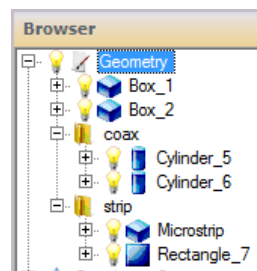 Browser
Geometry
Box_1
Box_2
coax
Cylinder_5
Cylinder_6
strip
Microstrip
Rectangle_7